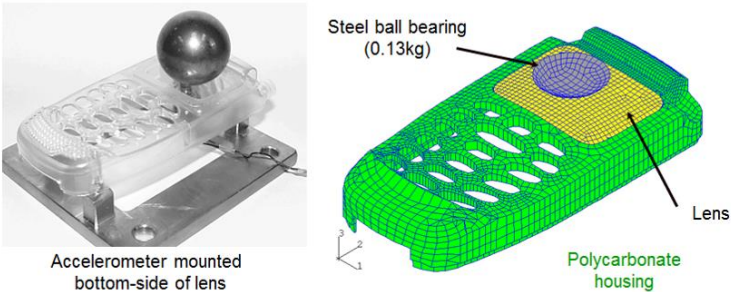 Steel ball bearing
(0.13kg)
Lens
3
2
1
Polycarbonate
housing
Accelerometer mounted
bottom-side of lens